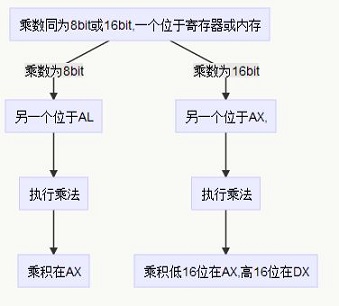 乘数同为8bit或16bit,一个位于寄存器或内存
乘数为8bit
乘数为16bit
另一个位于AL
另一个位于AX,
执行乘法
执行乘法
乘积在AX
乘积低16位在AX,高16位在DX